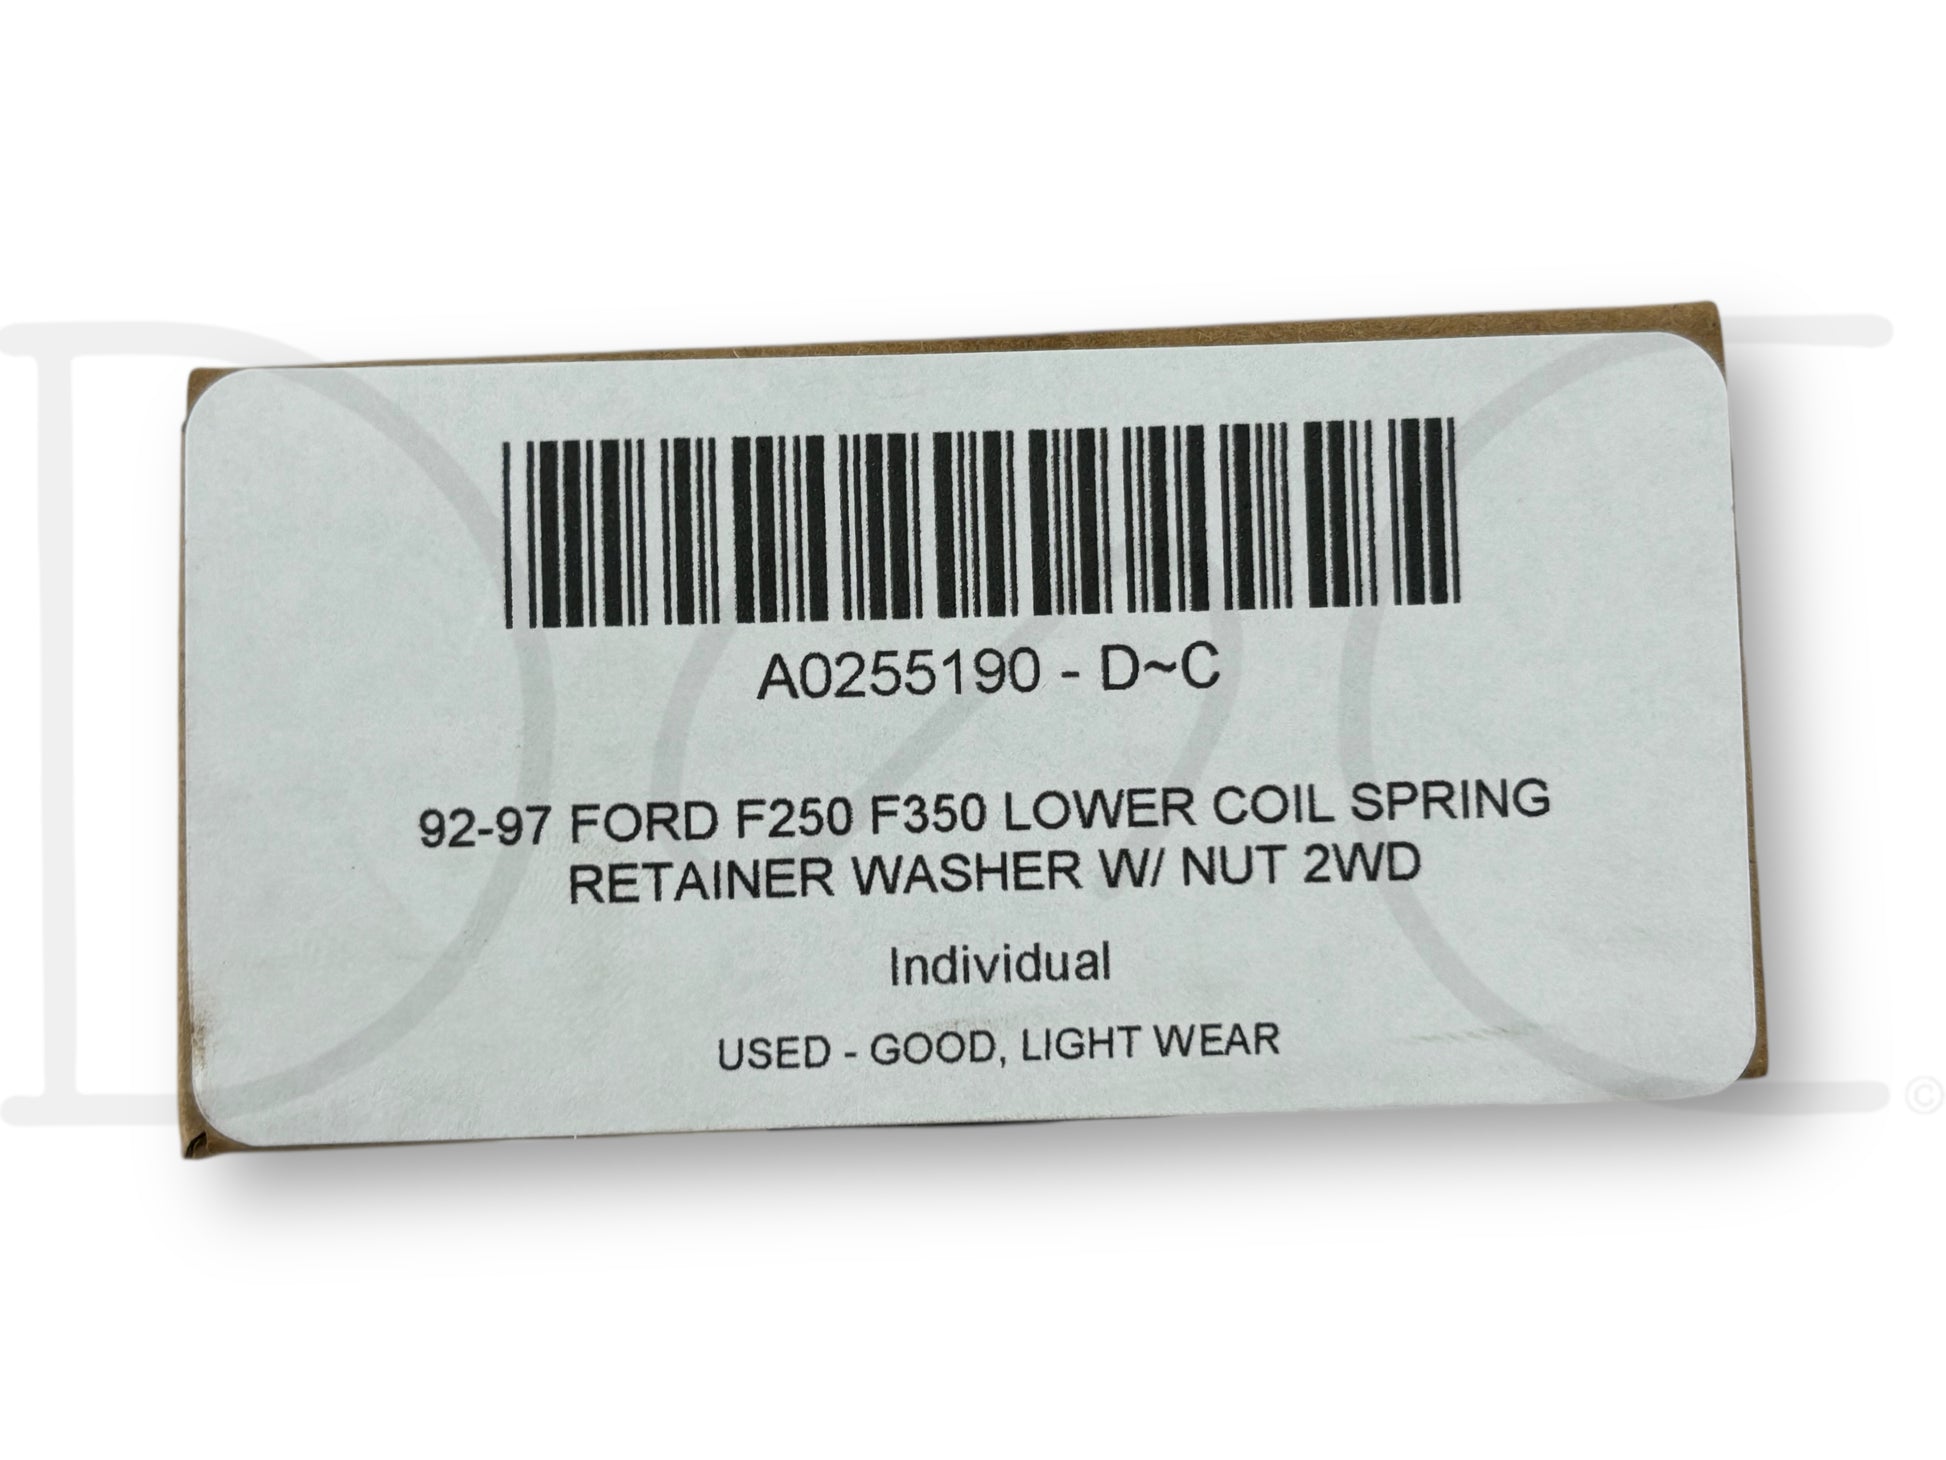 A0255190 - D~C
92-97 FORD F250 F350 LOWER COIL SPRING
RETAINER WASHER W/ NUT 2WD
Individual
USED - GOOD, LIGHT WEAR
©